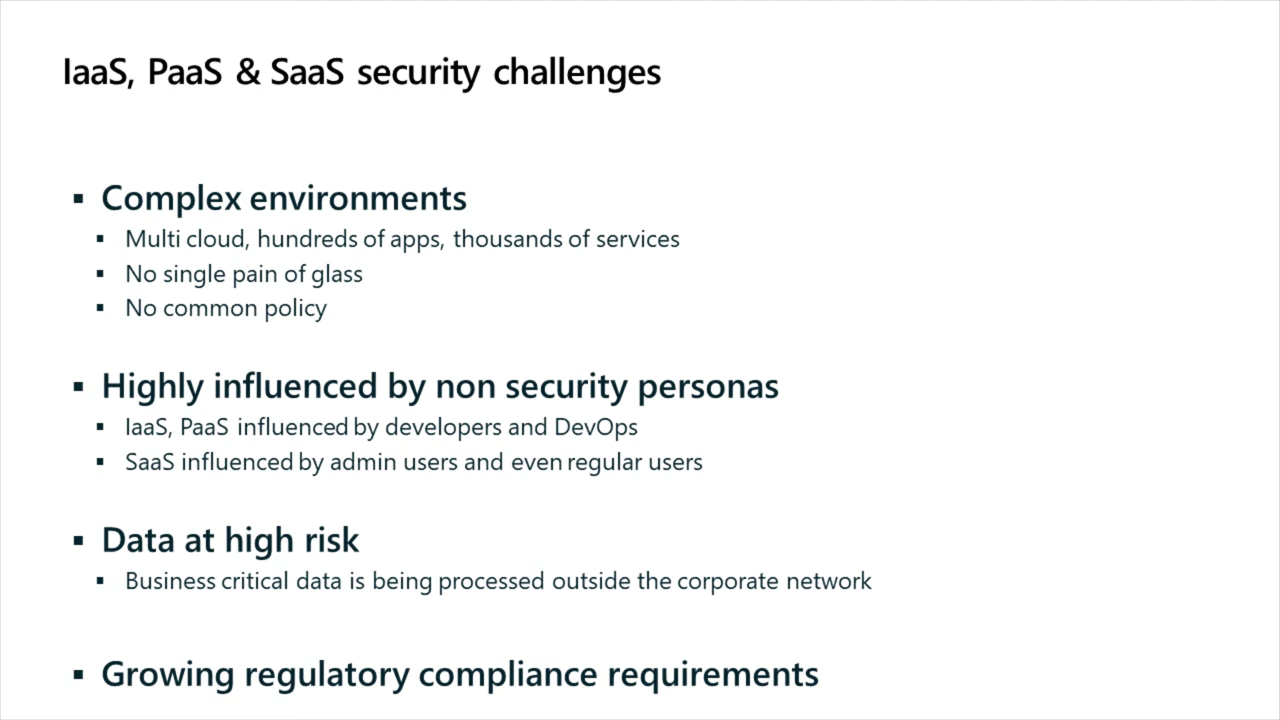 IaaS, PaaS & SaaS security challenges
▪ Complex environments
▪ Multi cloud, hundreds of apps, thousands of services
▪ No single pain of glass
▪ No common policy
▪ Highly influenced by non security personas
▪ IaaS, PaaS influenced by developers and DevOps
▪ SaaS influenced by admin users and even regular users
▪ Data at high risk
▪ Business critical data is being processed outside the corporate network
▪ Growing regulatory compliance requirements